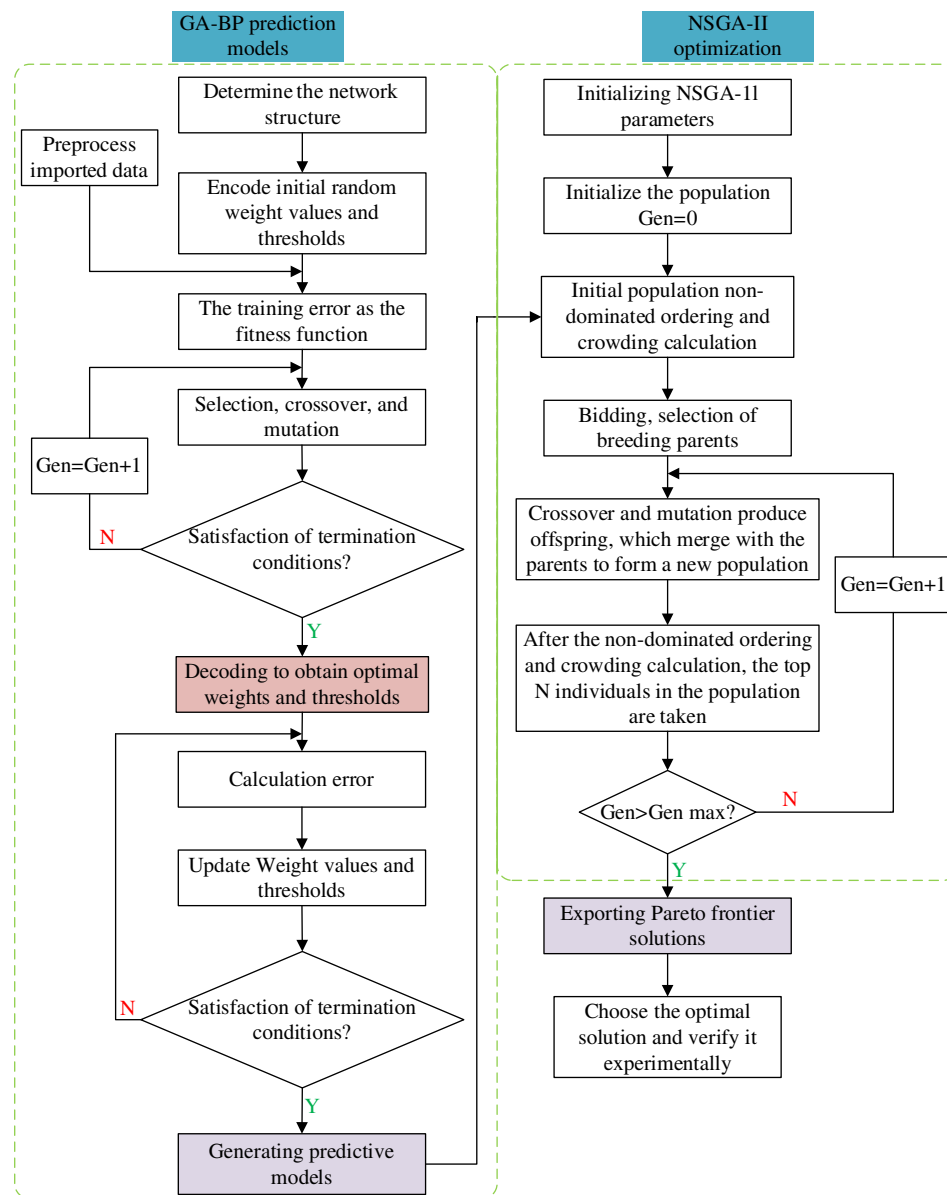 GA-BP prediction
models
Determine the network
structure
Preprocess
imported data
Encode initial random
weight values and
thresholds
The training error as the
fitness function
Selection, crossover, and
mutation
Gen=Gen+1
N
Satisfaction of termination
conditions?
Y
Decoding to obtain optimal
weights and thresholds
Calculation error
Update Weight values and
thresholds
N
Satisfaction of termination
conditions?
Y
Generating predictive
models
NSGA-II
optimization
Initializing NSGA-1l
parameters
Initialize the population
Gen=0
Initial population non-
dominated ordering and
crowding calculation
Bidding, selection of
breeding parents
Crossover and mutation produce
offspring, which merge with the
parents to form a new population
Gen=Gen+1
After the non-dominated ordering
and crowding calculation, the top
N individuals in the population
are taken
Gen>Gen max?
N
Y
Exporting Pareto frontier
solutions
Choose the optimal
solution and verify it
experimentally